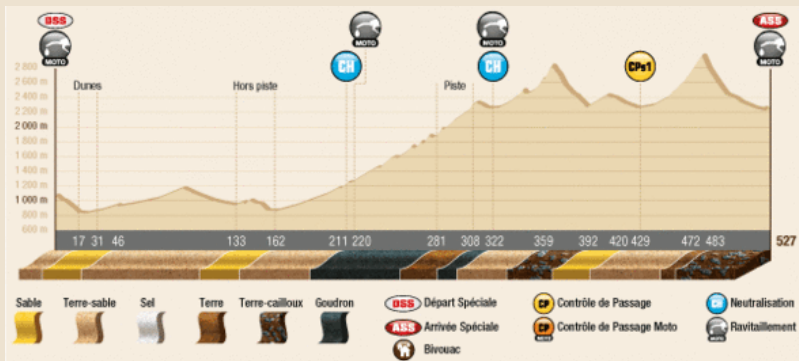 DSS
MOTO
MOTO
CH
MOTO
CH
CPs1
ASS
MOTO
2 800
2 600 m
2 400 m
2 200 m
2 000 m
1 800 m
1 600 m
1 400 m
1 200 m
1 000 m
800 m
600 m
Dunes
Hors piste
Piste
17 31 46 133 162 211 220 281 308 322 359 392 420 429 472 483 527
Sable Terre-sable Sel Terre Terre-cailloux Goudron
DSS Départ Spéciale
ASS Arrivée Spéciale
Bivouac
CP Contrôle de Passage
CP MOTO Contrôle de Passage Moto
CH Neutralisation
MOTO Ravitaillement